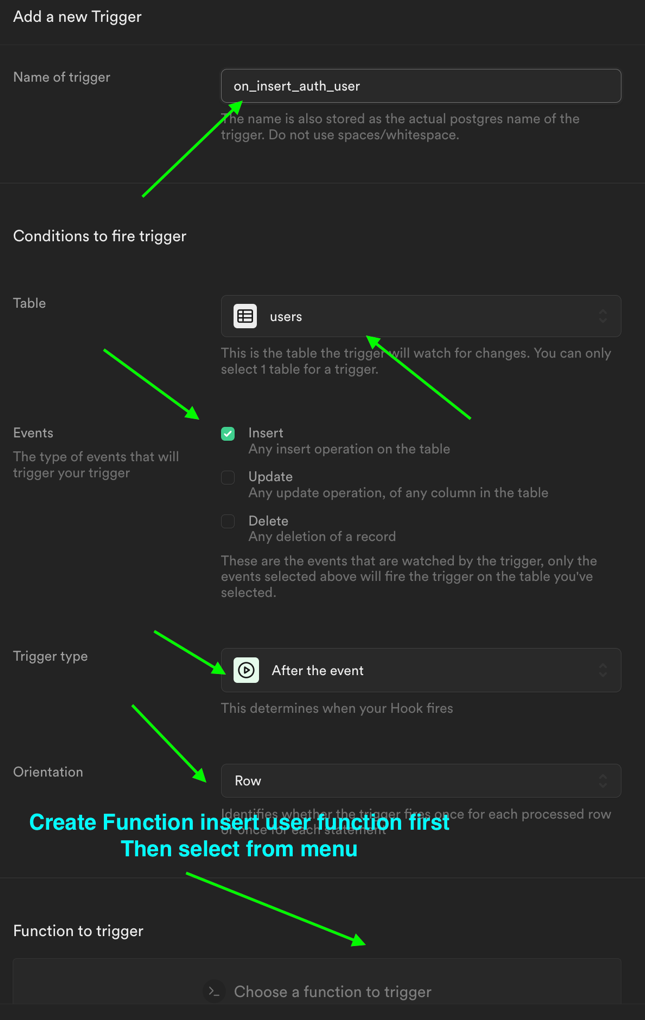 Add a new Trigger
Name of trigger
on_insert_auth_user
The name is also stored as the actual postgres name of the
trigger. Do not use spaces/whitespace.
Conditions to fire trigger
Table
users
This is the table the trigger will watch for changes. You can only
select 1 table for a trigger.
Events
The type of events that will
trigger your trigger
Insert
Any insert operation on the table
Update
Any update operation, of any column in the table
Delete
Any deletion of a record
These are the events that are watched by the trigger, only the
events selected above will fire the trigger on the table you've
selected.
Trigger type
After the event
This determines when your Hook fires
Orientation
Row
Identifies whether the trigger fires once for each processed row
or once for each statement
Create Function insert user function first
Then select from menu
Function to trigger
Choose a function to trigger